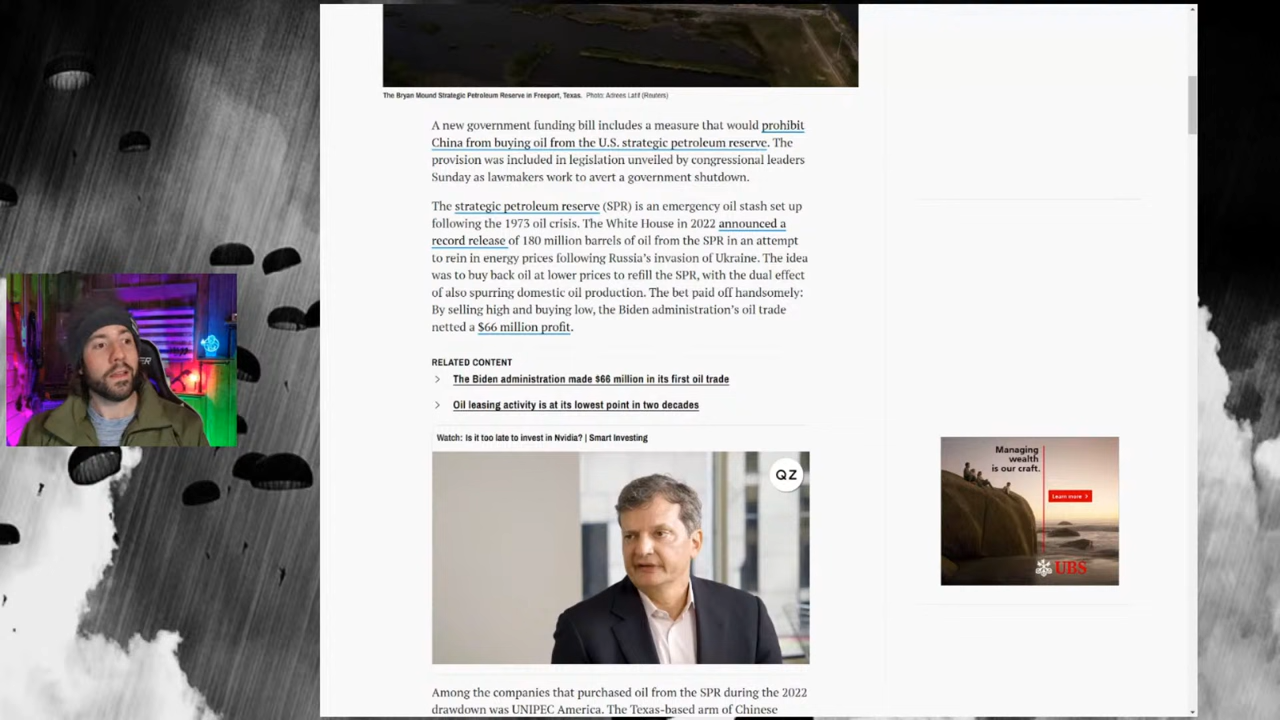 The Bryan Mound Strategic Petroleum Reserve in Freeport, Texas. Photo: Adrees Latif (Reuters)
A new government funding bill includes a measure that would prohibit
China from buying oil from the U.S. strategic petroleum reserve. The
provision was included in legislation unveiled by congressional leaders
Sunday as lawmakers work to avert a government shutdown.
The strategic petroleum reserve (SPR) is an emergency oil stash set up
following the 1973 oil crisis. The White House in 2022 announced a
record release of 180 million barrels of oil from the SPR in an attempt
to rein in energy prices following Russia's invasion of Ukraine. The idea
was to buy back oil at lower prices to refill the SPR, with the dual effect
of also spurring domestic oil production. The bet paid off handsomely:
By selling high and buying low, the Biden administration's oil trade
netted a $66 million profit.
RELATED CONTENT
The Biden administration made $66 million in its first oil trade
Oil leasing activity is at its lowest point in two decades
Watch: Is it too late to invest in Nvidia? | Smart Investing
QZ
Managing
wealth
is our craft.
Learn more >
UBS
Among the companies that purchased oil from the SPR during the 2022
drawdown was UNIPEC America. The Texas-based arm of Chinese